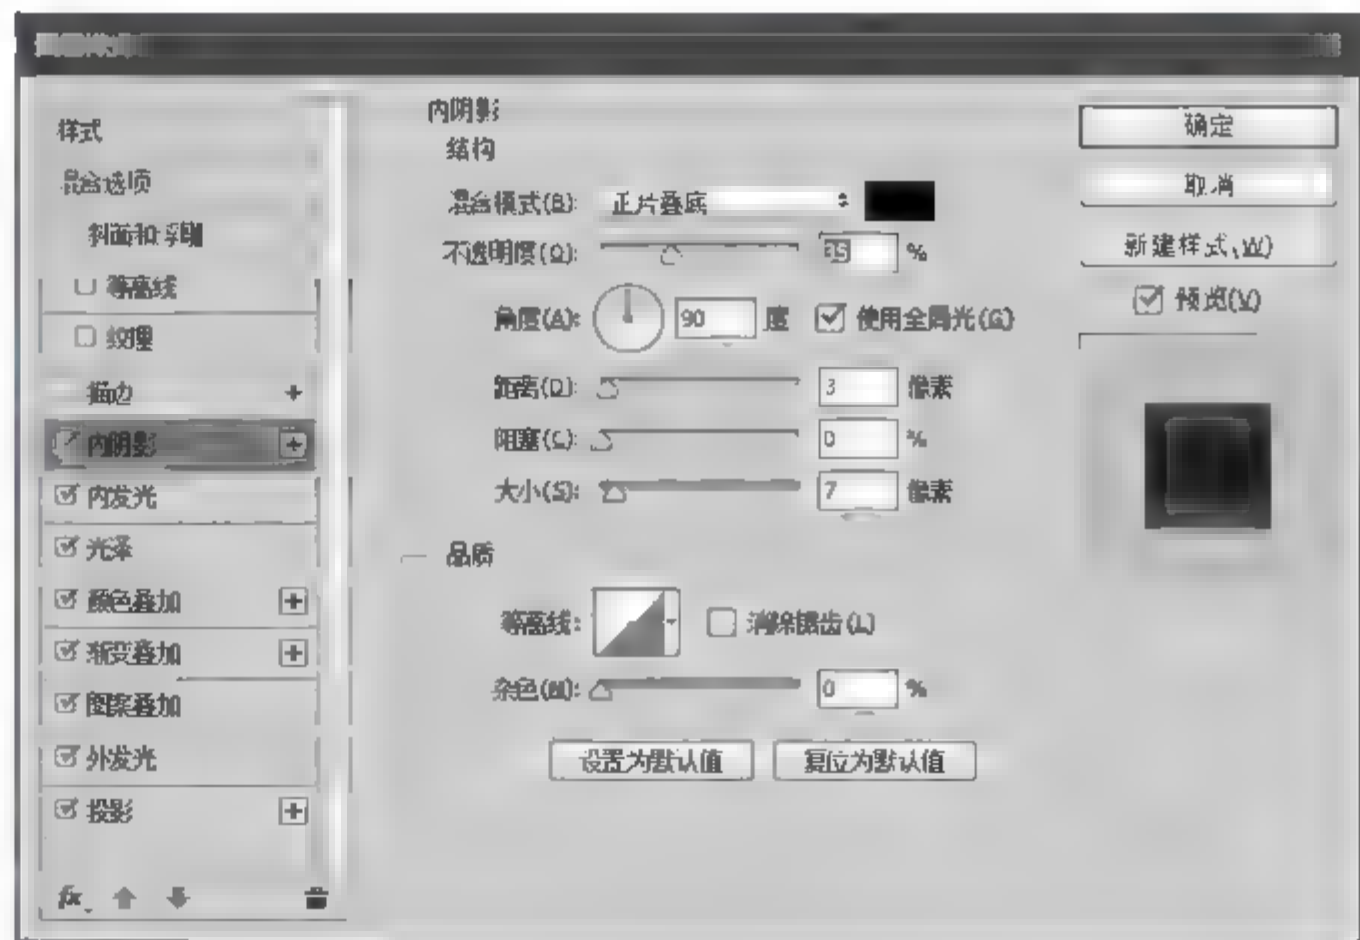 样式
混合选项
斜面和浮雕
等高线
纹理
描边
内阴影
内发光
光泽
颜色叠加
渐变叠加
图案叠加
外发光
投影
fx
内阴影
结构
混合模式(B): 正片叠底
不透明度(O): 35 %
角度(A): 90 度 使用全局光(G)
距离(D): 3 像素
阻塞(C): 0 %
大小(S): 7 像素
品质
等高线: 消除锯齿(L)
杂色(N): 0 %
设置为默认值 复位为默认值
确定
取消
新建样式(W)
预览(V)